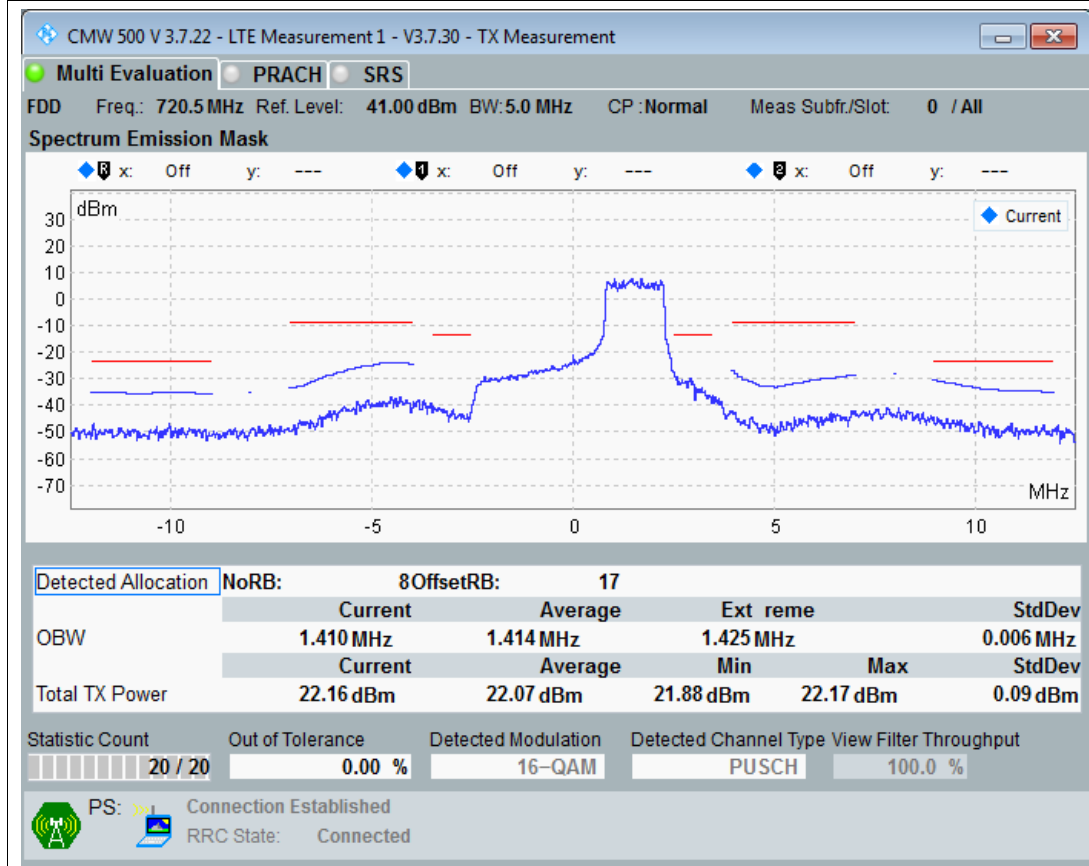 CMW 500 V 3.7.22 - LTE Measurement 1 - V3.7.30 - TX Measurement
Multi Evaluation PRACH SRS
FDD Freq.: 720.5 MHz Ref. Level: 41.00 dBm BW: 5.0 MHz CP : Normal Meas Subfr./Slot: 0 / All
Spectrum Emission Mask
R x: Off y: --- 1 x: Off y: --- 2 x: Off y: ---
dBm
Current
30
20
10
0
-10
-20
-30
-40
-50
-60
-70
MHz
-10 -5 0 5 10
Detected Allocation NoRB: 8 OffsetRB: 17
Current Average Ext reme StdDev
OBW 1.410 MHz 1.414 MHz 1.425 MHz 0.006 MHz
Current Average Min Max StdDev
Total TX Power 22.16 dBm 22.07 dBm 21.88 dBm 22.17 dBm 0.09 dBm
Statistic Count Out of Tolerance Detected Modulation Detected Channel Type View Filter Throughput
20 / 20 0.00 % 16-QAM PUSCH 100.0 %
PS: Connection Established
RRC State: Connected